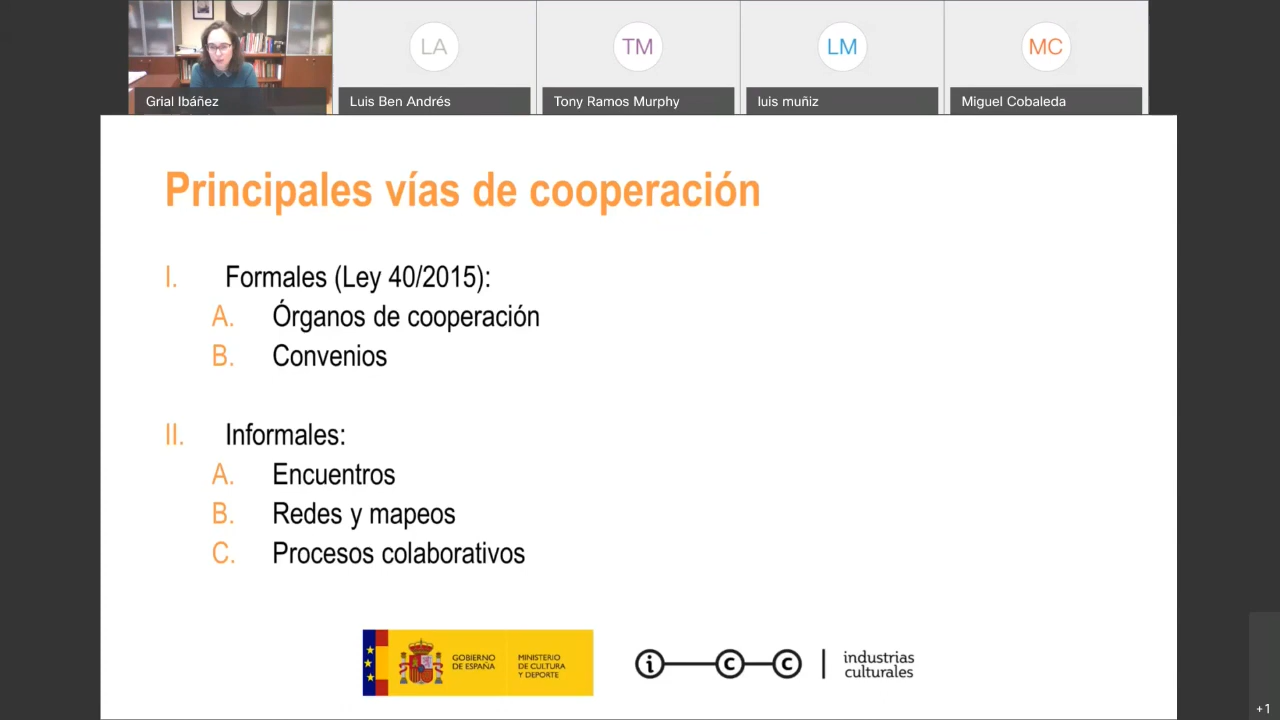 LA
TM
LM
MC
Grial Ibáñez
Luis Ben Andrés
Tony Ramos Murphy
luis muñiz
Miguel Cobaleda
Principales vías de cooperación
I. Formales (Ley 40/2015):
A. Órganos de cooperación
B. Convenios
II. Informales:
A. Encuentros
B. Redes y mapeos
C. Procesos colaborativos
GOBIERNO
DE ESPAÑA
MINISTERIO
DE CULTURA
Y DEPORTE
i c c
industrias
culturales
+1